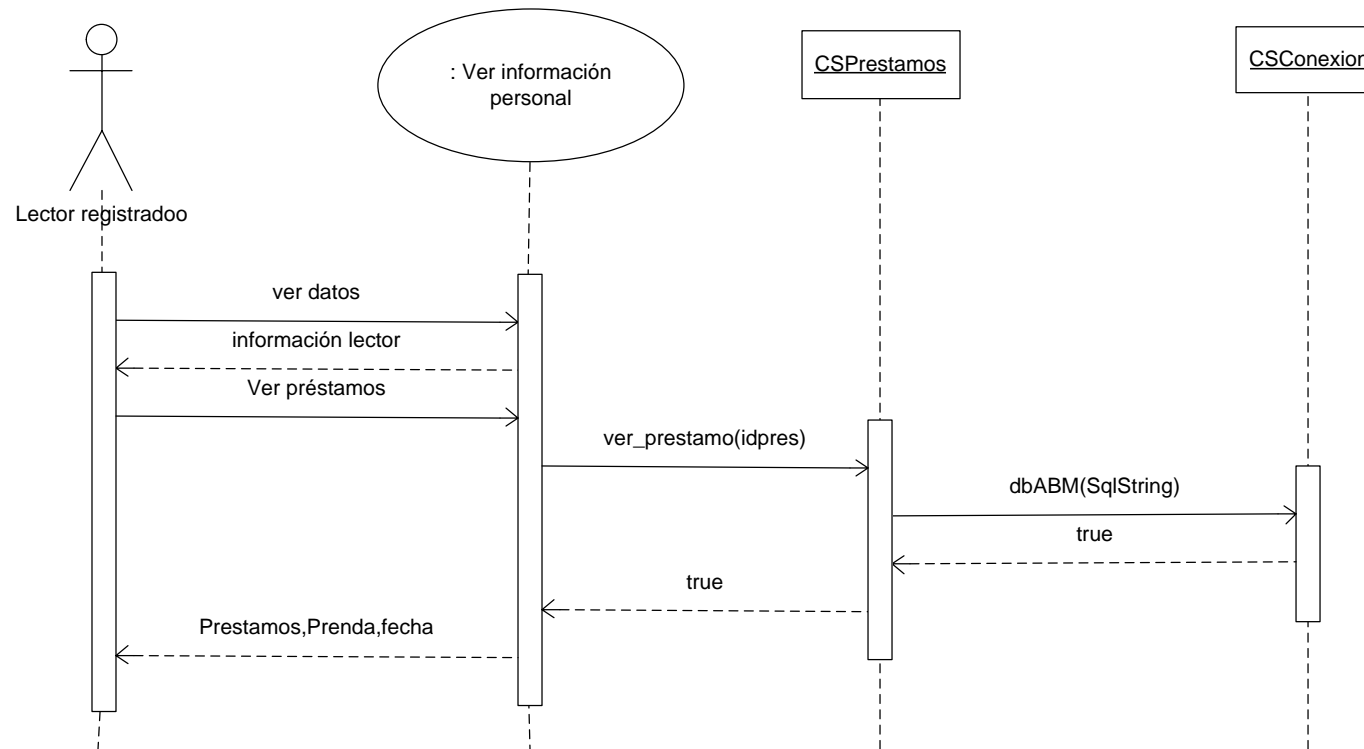 : Ver información
personal
CSPrestamos
CSConexion
Lector registradoo
ver datos
información lector
Ver préstamos
ver_prestamo(idpres)
dbABM(SqlString)
true
true
Prestamos,Prenda,fecha